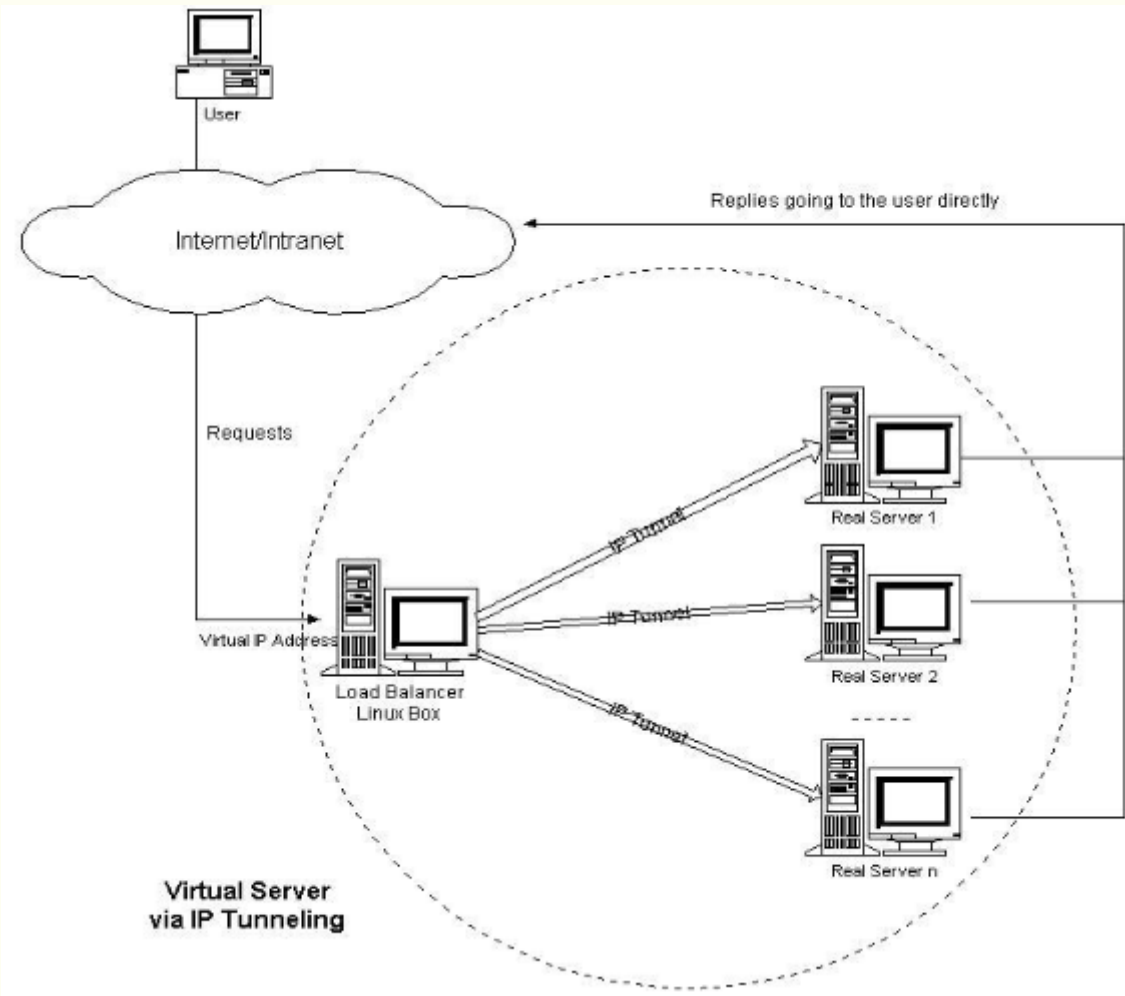 User
Replies going to the user directly
Internet/Intranet
Requests
IP Tunnel
Real Server 1
IP Tunnel
Virtual IP Address
Real Server 2
Load Balancer
Linux Box
IP Tunnel
-----
Real Server n
Virtual Server
via IP Tunneling